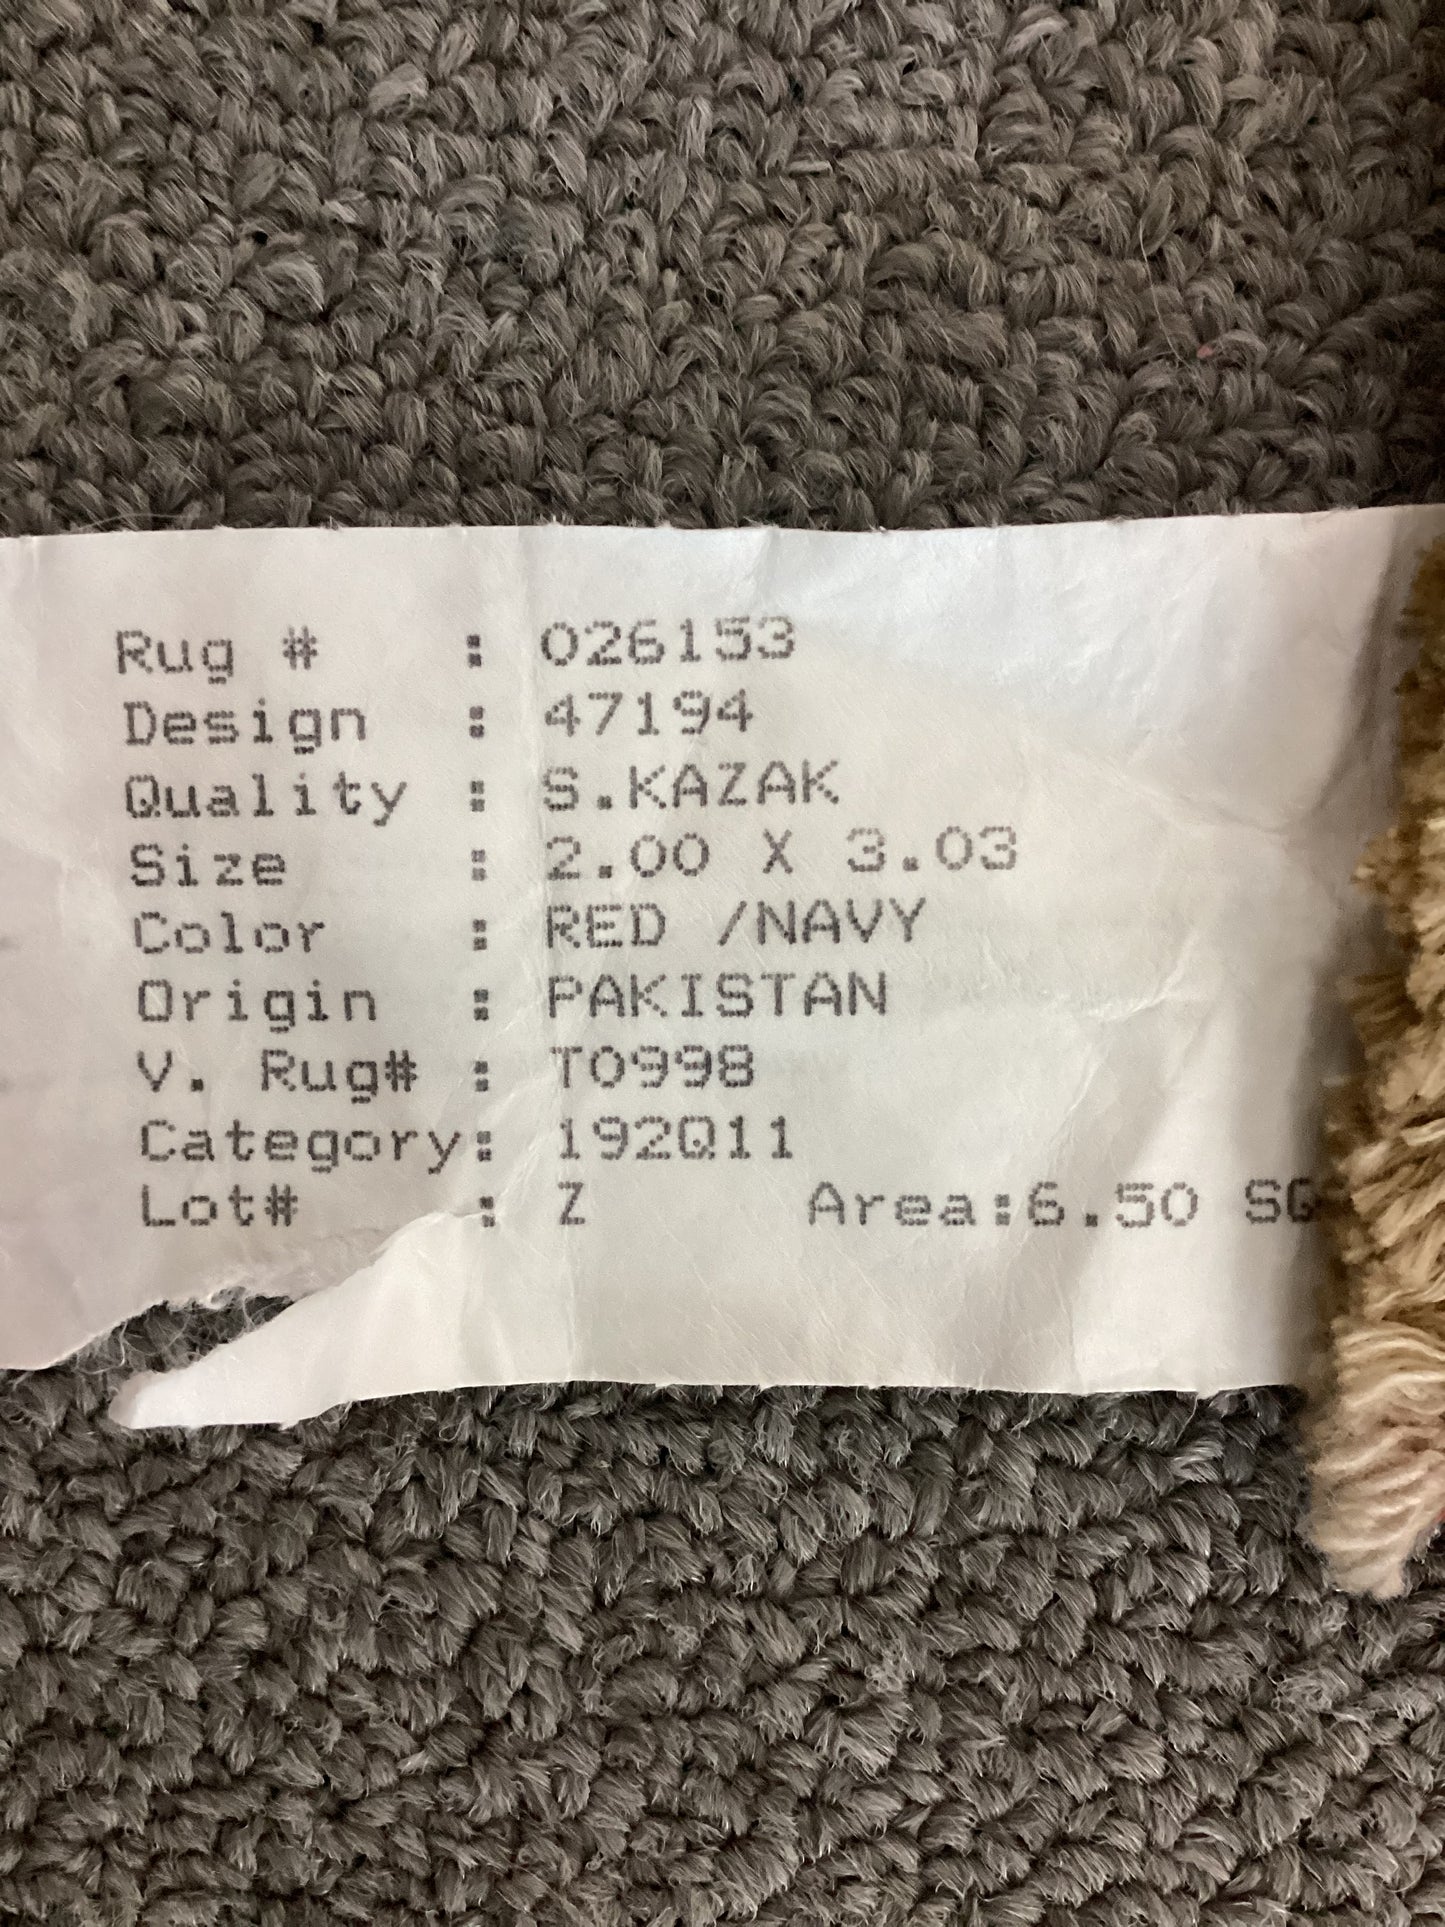 Rug # : 026153
Design : 47194
Quality : S.KAZAK
Size : 2.00 X 3.03
Color : RED /NAVY
Origin : PAKISTAN
V. Rug# : T0998
Category: 192Q11
Lot# : Z Area:6.50 SQ